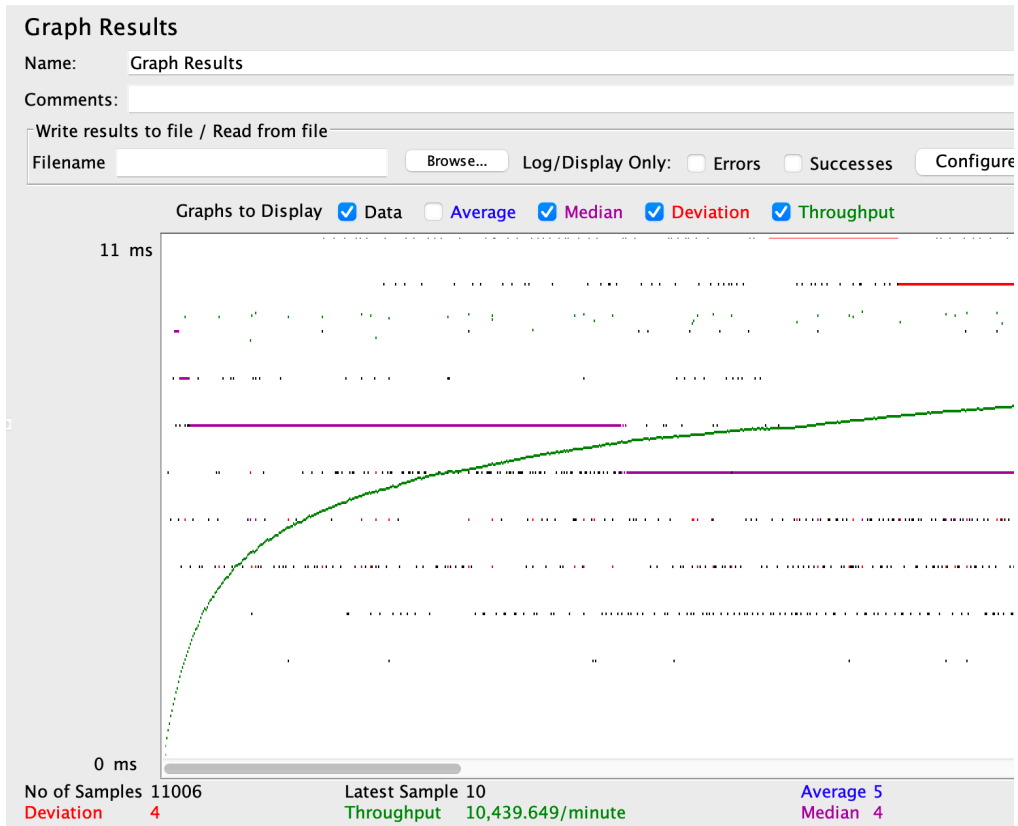 Graph Results
Name: Graph Results
Comments:
Write results to file / Read from file
Filename Browse... Log/Display Only: Errors Successes Configure
Graphs to Display Data Average Median Deviation Throughput
11 ms
0 ms
No of Samples 11006 Latest Sample 10 Average 5
Deviation 4 Throughput 10,439.649/minute Median 4